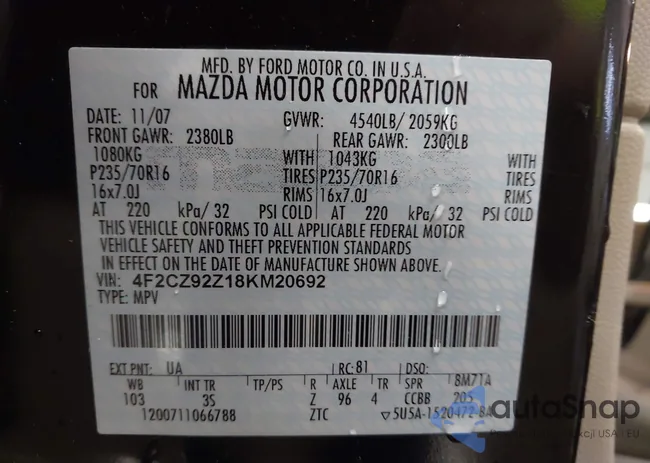 MFD. BY FORD MOTOR CO. IN U.S.A.
FOR MAZDA MOTOR CORPORATION
DATE: 11/07 GVWR: 4540LB/ 2059KG
FRONT GAWR: 2380LB REAR GAWR: 2300LB
1080KG WITH 1043KG WITH
P235/70R16 TIRES P235/70R16 TIRES
16x7.0J RIMS 16x7.0J RIMS
AT 220 kPa/ 32 PSI COLD AT 220 kPa/ 32 PSI COLD
THIS VEHICLE CONFORMS TO ALL APPLICABLE FEDERAL MOTOR
VEHICLE SAFETY AND THEFT PREVENTION STANDARDS
IN EFFECT ON THE DATE OF MANUFACTURE SHOWN ABOVE.
VIN: 4F2CZ92Z18KM20692
TYPE: MPV
EXT PNT: UA RC: 81 DSO:
WB INT TR TP/PS R AXLE TR SPR BM71A
103 3S Z 96 4 CCBB 205
1200711066788 ZTC ▽5U5A-1520472-BA
autoSnap
Aukcji USA i EU